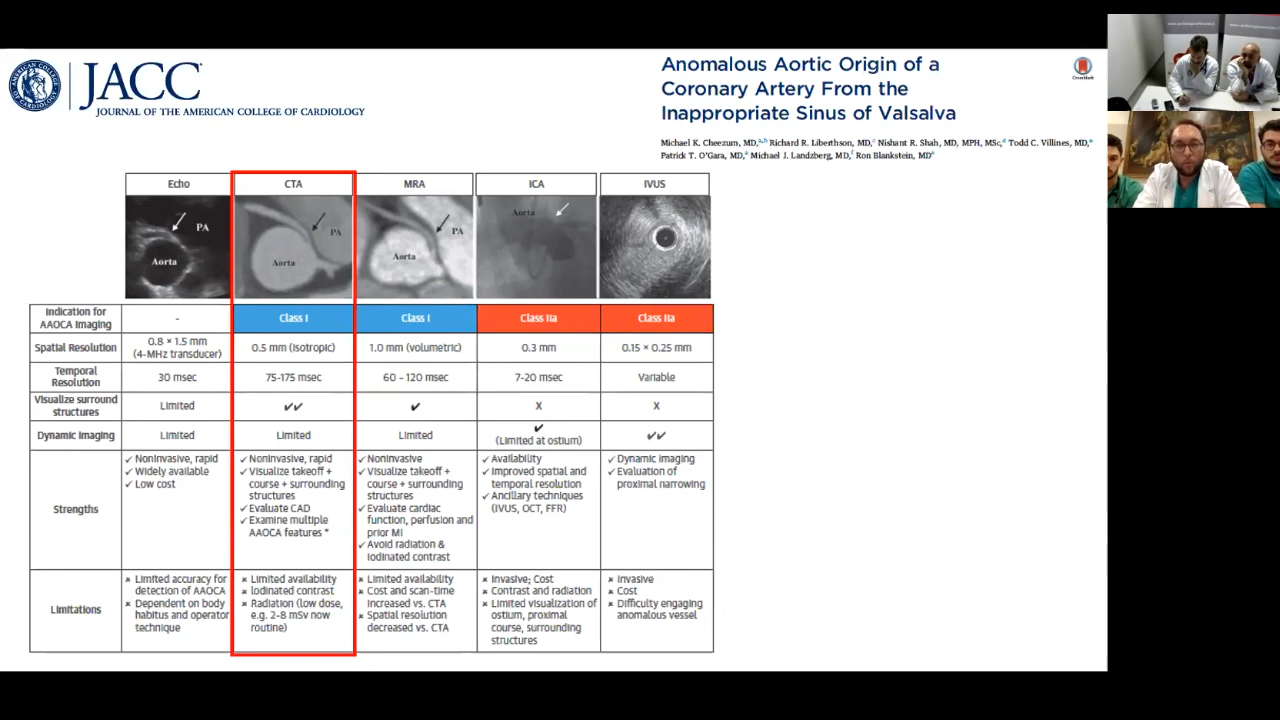 JACC
JOURNAL OF THE AMERICAN COLLEGE OF CARDIOLOGY
Anomalous Aortic Origin of a
Coronary Artery From the
Inappropriate Sinus of Valsalva
Michael K. Cheezum, MD, Richard R. Liberthson, MD, Nishant R. Shah, MD, MPH, MSc, Todd C. Villines, MD,
Patrick T. O'Gara, MD, Michael J. Landzberg, MD, Ron Blankstein, MD
CrossMark
Echo CTA MRA ICA IVUS
PA Aorta
PA Aorta
PA Aorta
Aorta
Indication for
AAOCA Imaging
- Class I Class I Class IIa Class IIa
Spatial Resolution
0.8 × 1.5 mm
(4-MHz transducer)
0.5 mm (isotropic) 1.0 mm (volumetric) 0.3 mm 0.15 × 0.25 mm
Temporal
Resolution
30 msec 75-175 msec 60 – 120 msec 7-20 msec Variable
Visualize surround
structures
Limited ✓✓ ✓ X X
Dynamic imaging
Limited Limited Limited
✓
(Limited at ostium)
✓✓
Strengths
✓ Noninvasive, rapid
✓ Widely available
✓ Low cost
✓ Noninvasive, rapid
✓ Visualize takeoff +
course + surrounding
structures
✓ Evaluate CAD
✓ Examine multiple
AAOCA features *
✓ Noninvasive
✓ Visualize takeoff +
course + surrounding
structures
✓ Evaluate cardiac
function, perfusion and
prior MI
✓ Avoid radiation &
iodinated contrast
✓ Availability
✓ Improved spatial and
temporal resolution
✓ Ancillary techniques
(IVUS, OCT, FFR)
✓ Dynamic imaging
✓ Evaluation of
proximal narrowing
Limitations
× Limited accuracy for
detection of AAOCA
× Dependent on body
habitus and operator
technique
× Limited availability
× Iodinated contrast
× Radiation (low dose,
e.g. 2-8 mSv now
routine)
× Limited availability
× Cost and scan-time
increased vs. CTA
× Spatial resolution
decreased vs. CTA
× Invasive; Cost
× Contrast and radiation
× Limited visualization of
ostium, proximal
course, surrounding
structures
× Invasive
× Cost
× Difficulty engaging
anomalous vessel